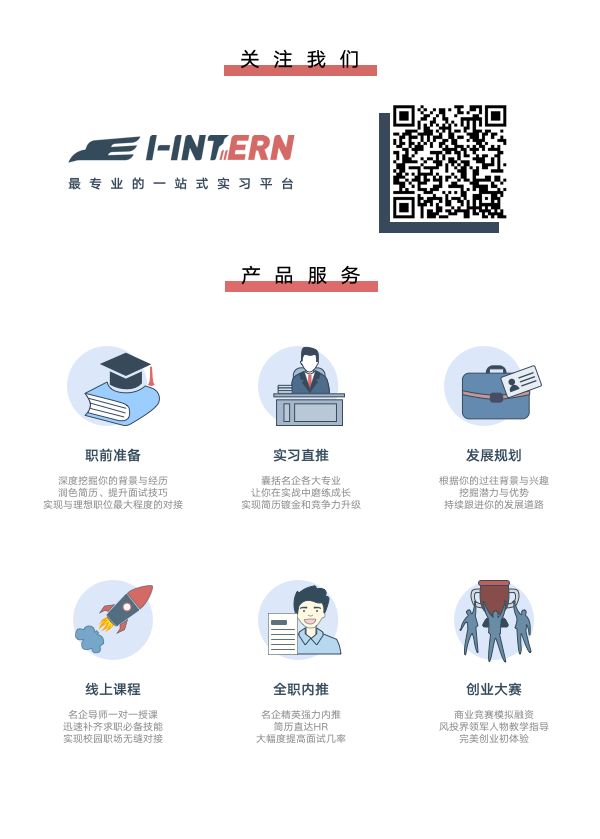 关注我们
I-INTERN
最专业的一站式实习平台
产品服务
职前准备
深度挖掘你的背景与经历
润色简历、提升面试技巧
实现与理想职位最大程度的对接
实习直推
囊括名企各大专业
让你在实战中磨练成长
实现简历镀金和竞争力升级
发展规划
根据你的过往背景与兴趣
挖掘潜力与优势
持续跟进你的发展道路
线上课程
名企导师一对一授课
迅速补齐求职必备技能
实现校园职场无缝对接
全职内推
名企精英强力内推
简历直达HR
大幅度提高面试几率
创业大赛
商业竞赛模拟融资
风投界领军人物教学指导
完美创业初体验